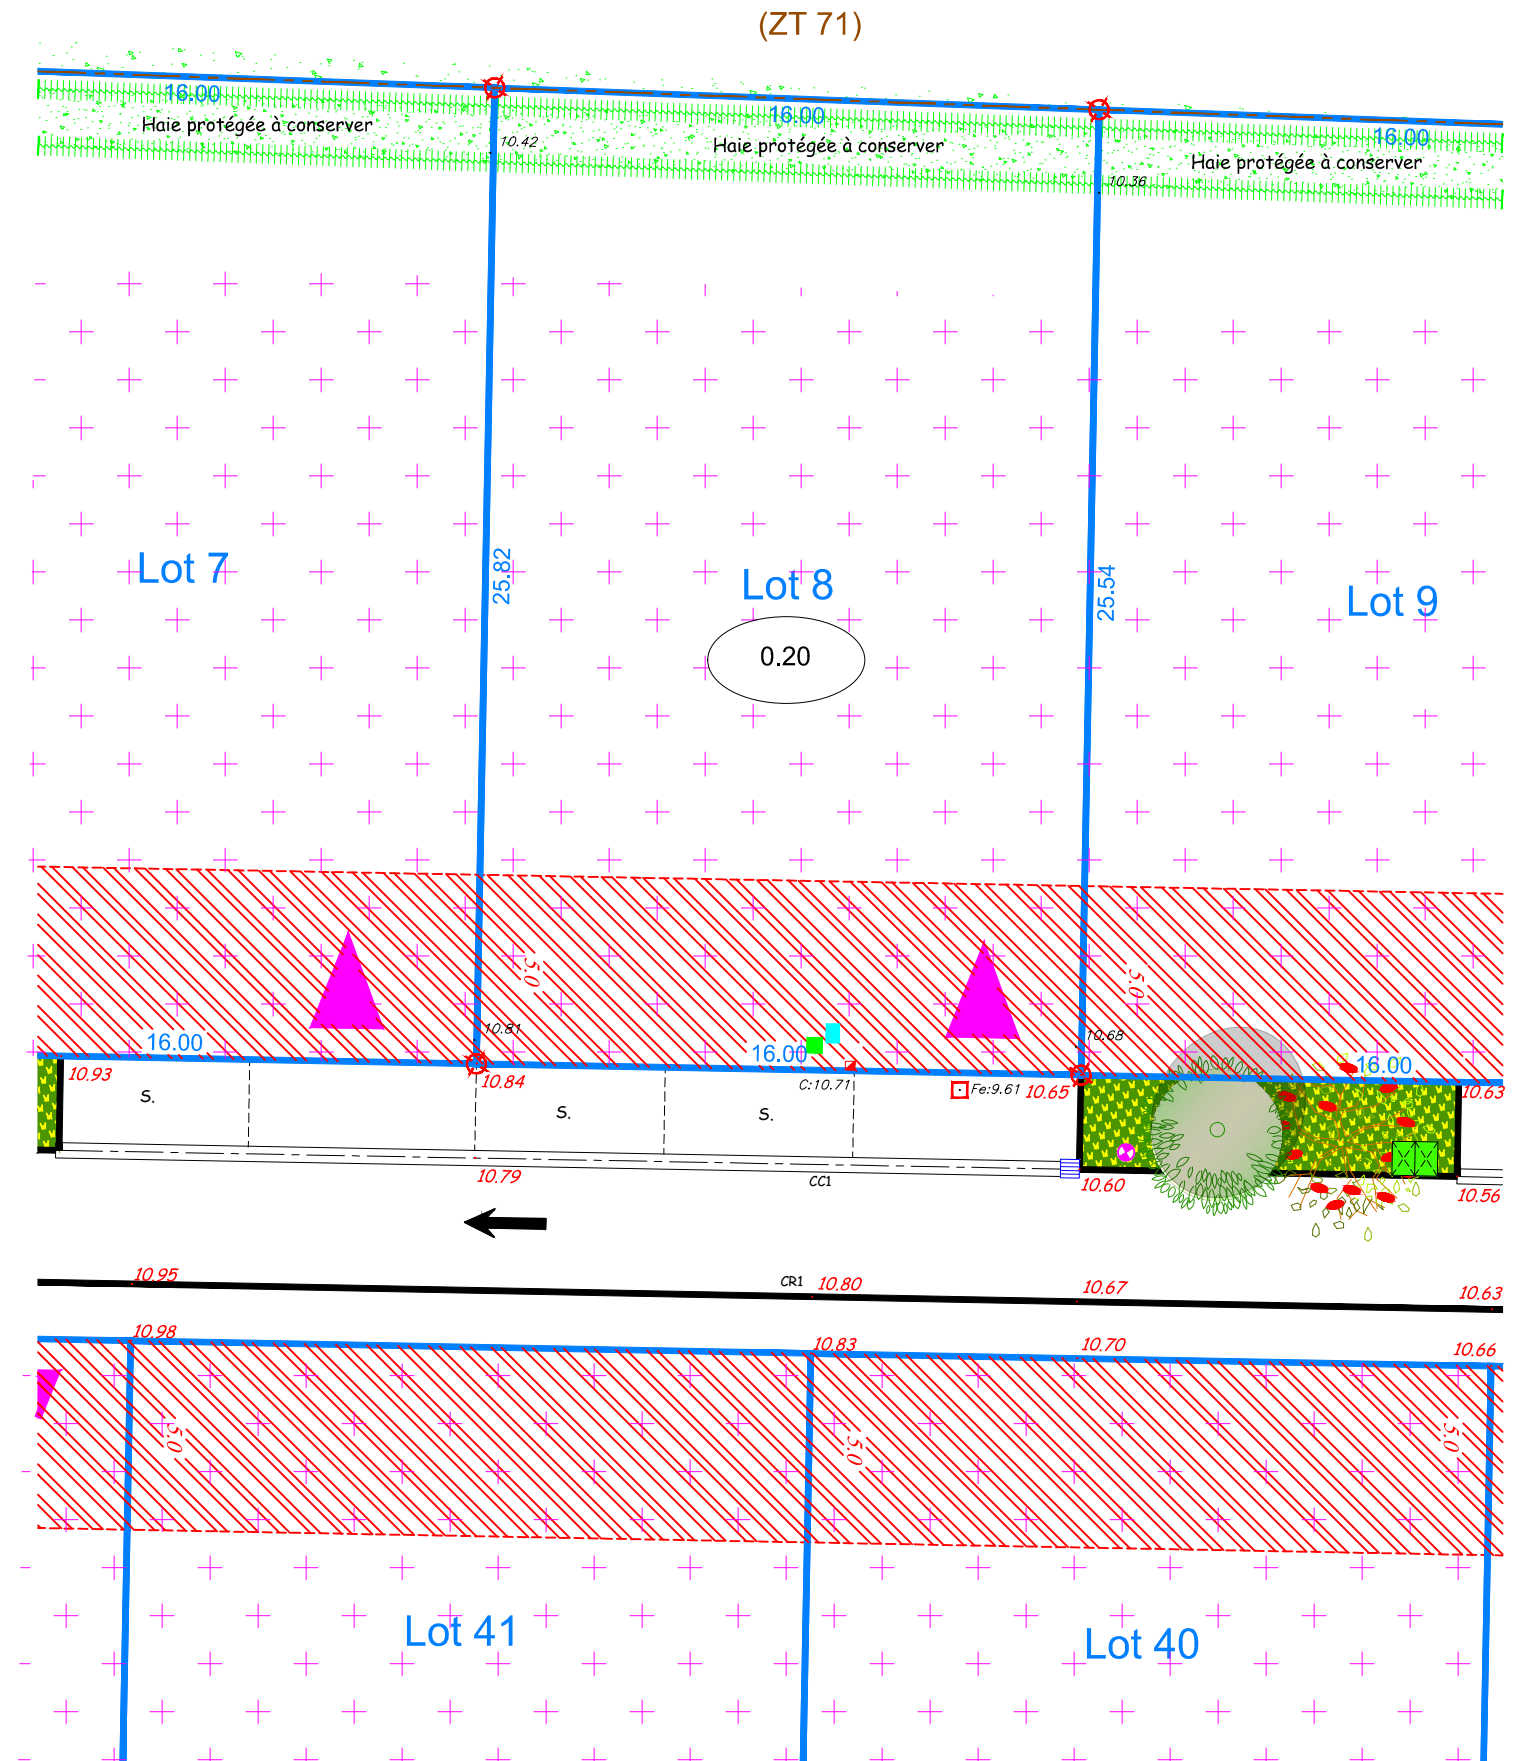 (ZT 71)
16.00
16.00
16.00
Haie protégée à conserver
Haie protégée à conserver
Haie protégée à conserver
10.42
10.36
25.82
25.54
Lot 7
Lot 8
Lot 9
0.20
5.0
5.0
10.81
10.68
16.00
16.00
16.00
10.93
10.84
C:10.71
Fe:9.61
10.65
10.63
S.
S.
S.
10.79
CC1
10.60
10.56
10.95
CR1
10.80
10.67
10.63
10.98
10.83
10.70
10.66
5.0
5.0
5.0
Lot 41
Lot 40